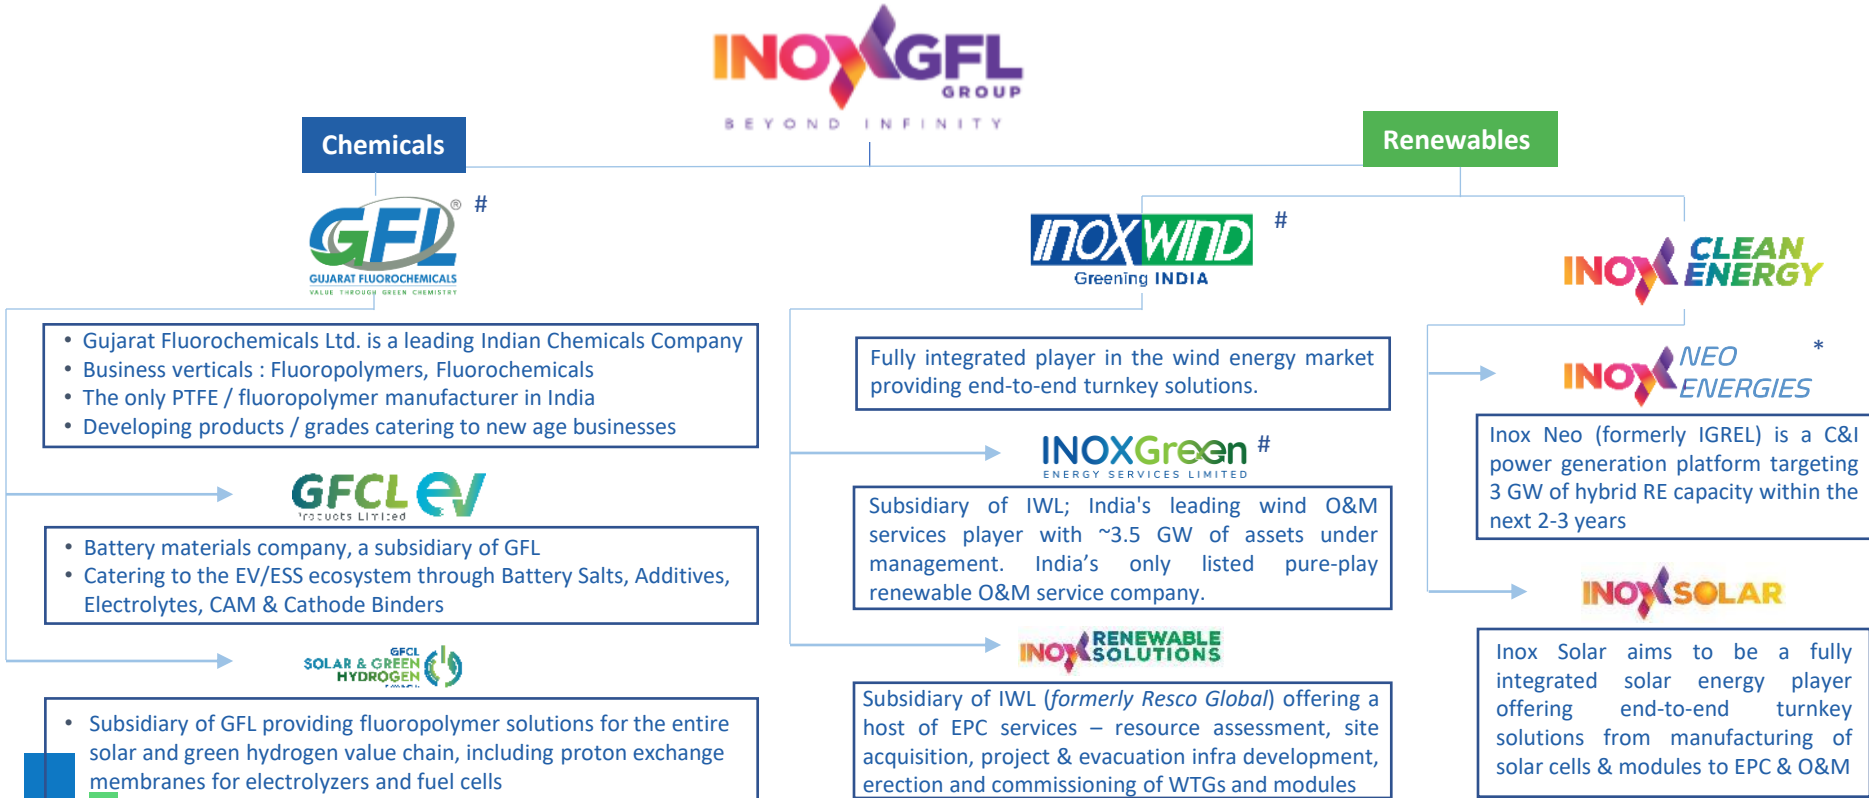 INOXGFL
GROUP
BEYOND INFINITY
Chemicals
Renewables
GFL ® #
GUJARAT FLUOROCHEMICALS
VALUE THROUGH GREEN CHEMISTRY
• Gujarat Fluorochemicals Ltd. is a leading Indian Chemicals Company
• Business verticals : Fluoropolymers, Fluorochemicals
• The only PTFE / fluoropolymer manufacturer in India
• Developing products / grades catering to new age businesses
GFCL ev
Products Limited
• Battery materials company, a subsidiary of GFL
• Catering to the EV/ESS ecosystem through Battery Salts, Additives,
Electrolytes, CAM & Cathode Binders
GFCL
SOLAR & GREEN
HYDROGEN
• Subsidiary of GFL providing fluoropolymer solutions for the entire
solar and green hydrogen value chain, including proton exchange
membranes for electrolyzers and fuel cells
INOXWIND #
Greening INDIA
Fully integrated player in the wind energy market
providing end-to-end turnkey solutions.
INOXGreen #
ENERGY SERVICES LIMITED
Subsidiary of IWL; India's leading wind O&M
services player with ~3.5 GW of assets under
management. India’s only listed pure-play
renewable O&M service company.
INOX RENEWABLE
SOLUTIONS
Subsidiary of IWL (formerly Resco Global) offering a
host of EPC services – resource assessment, site
acquisition, project & evacuation infra development,
erection and commissioning of WTGs and modules
INOX CLEAN
ENERGY
INOX NEO *
ENERGIES
Inox Neo (formerly IGREL) is a C&I
power generation platform targeting
3 GW of hybrid RE capacity within the
next 2-3 years
INOX SOLAR
Inox Solar aims to be a fully
integrated solar energy player
offering end-to-end turnkey
solutions from manufacturing of
solar cells & modules to EPC & O&M